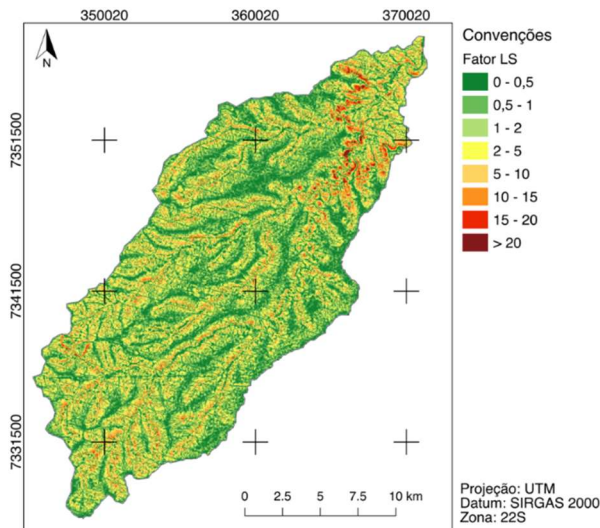 350020 360020 370020
N
7351500
7341500
7331500
0 2.5 5 7.5 10 km
Convenções
Fator LS
0 - 0,5
0,5 - 1
1 - 2
2 - 5
5 - 10
10 - 15
15 - 20
> 20
Projeção: UTM
Datum: SIRGAS 2000
Zona: 22S